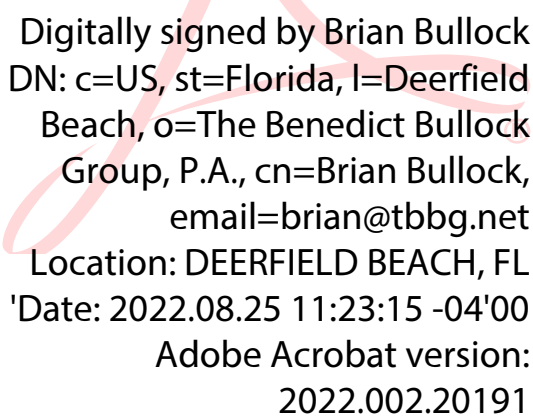 Digitally signed by Brian Bullock
DN: c=US, st=Florida, l=Deerfield
Beach, o=The Benedict Bullock
Group, P.A., cn=Brian Bullock,
email=brian@tbbg.net
Location: DEERFIELD BEACH, FL
'Date: 2022.08.25 11:23:15 -04'00
Adobe Acrobat version:
2022.002.20191